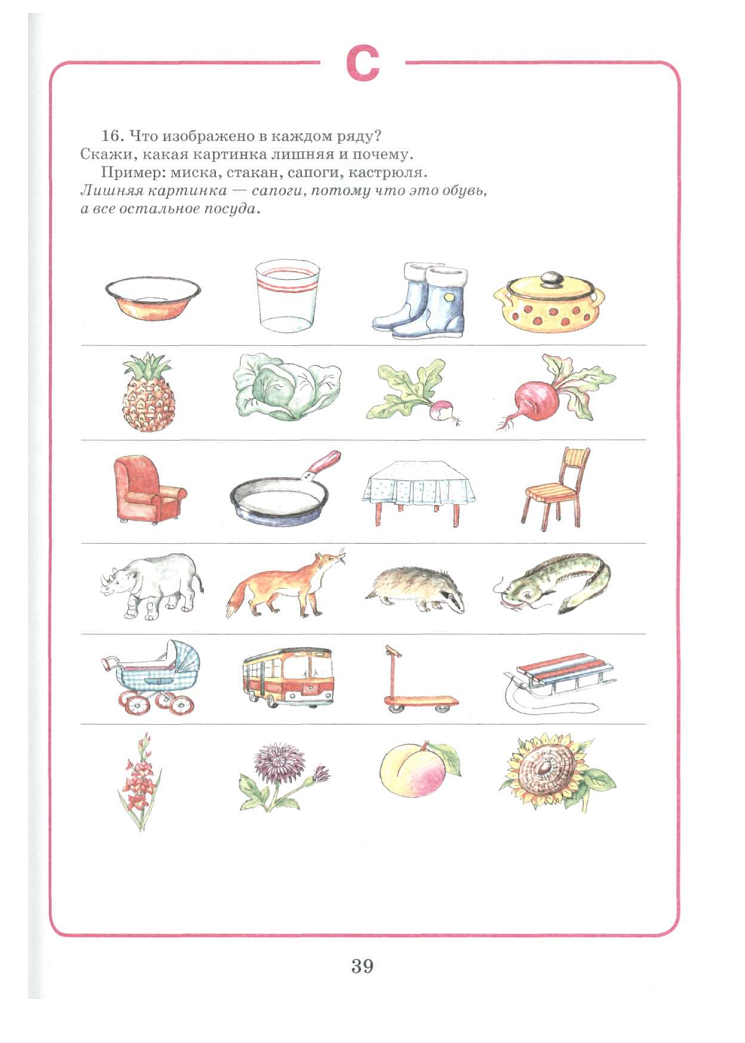 С
16. Что изображено в каждом ряду?
Скажи, какая картинка лишняя и почему.
Пример: миска, стакан, сапоги, кастрюля.
Лишняя картинка — сапоги, потому что это обувь,
а все остальное посуда.
39